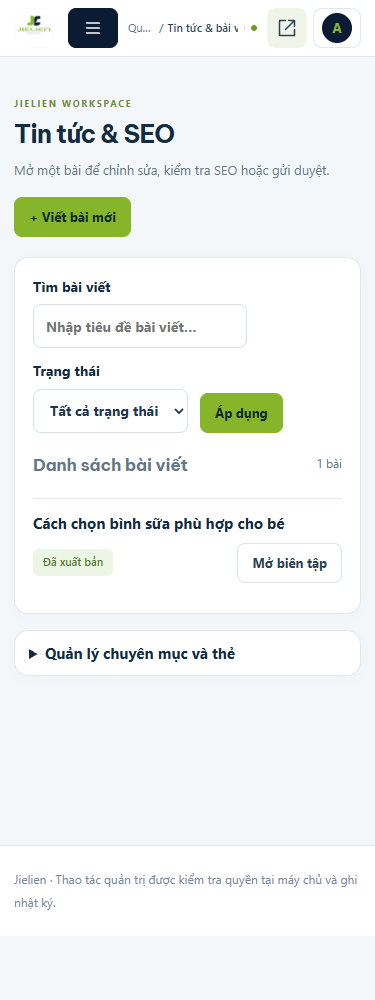 JIELIEN
Qu... / Tin tức & bài v
A
JIELIEN WORKSPACE
Tin tức & SEO
Mở một bài để chỉnh sửa, kiểm tra SEO hoặc gửi duyệt.
+ Viết bài mới
Tìm bài viết
Nhập tiêu đề bài viết...
Trạng thái
Tất cả trạng thái
Áp dụng
Danh sách bài viết
1 bài
Cách chọn bình sữa phù hợp cho bé
Đã xuất bản
Mở biên tập
Quản lý chuyên mục và thẻ
Jielien · Thao tác quản trị được kiểm tra quyền tại máy chủ và ghi
nhật ký.